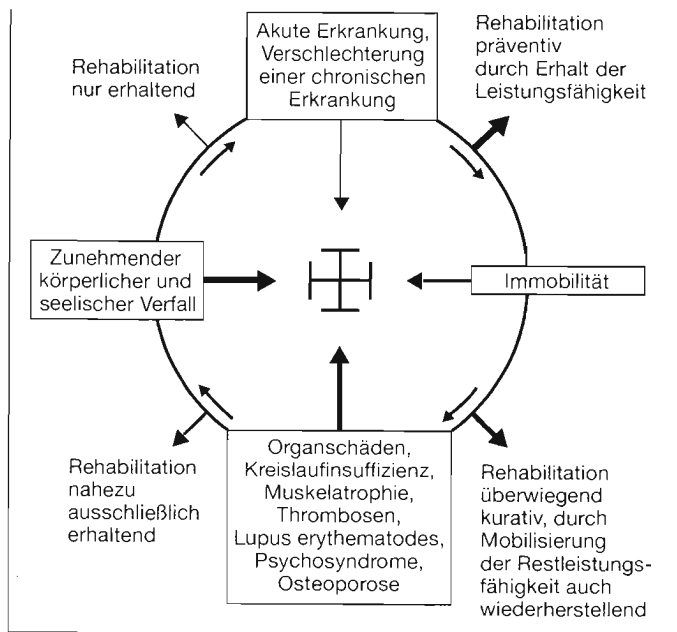 Akute Erkrankung,
Verschlechterung
einer chronischen
Erkrankung
Rehabilitation
präventiv
durch Erhalt der
Leistungsfähigkeit
Rehabilitation
nur erhaltend
Zunehmender
körperlicher und
seelischer Verfall
Immobilität
Rehabilitation
nahezu
ausschließlich
erhaltend
Organschäden,
Kreislaufinsuffizienz,
Muskelatrophie,
Thrombosen,
Lupus erythematodes,
Psychosyndrome,
Osteoporose
Rehabilitation
überwiegend
kurativ, durch
Mobilisierung
der Restleistungs-
fähigkeit auch
wiederherstellend